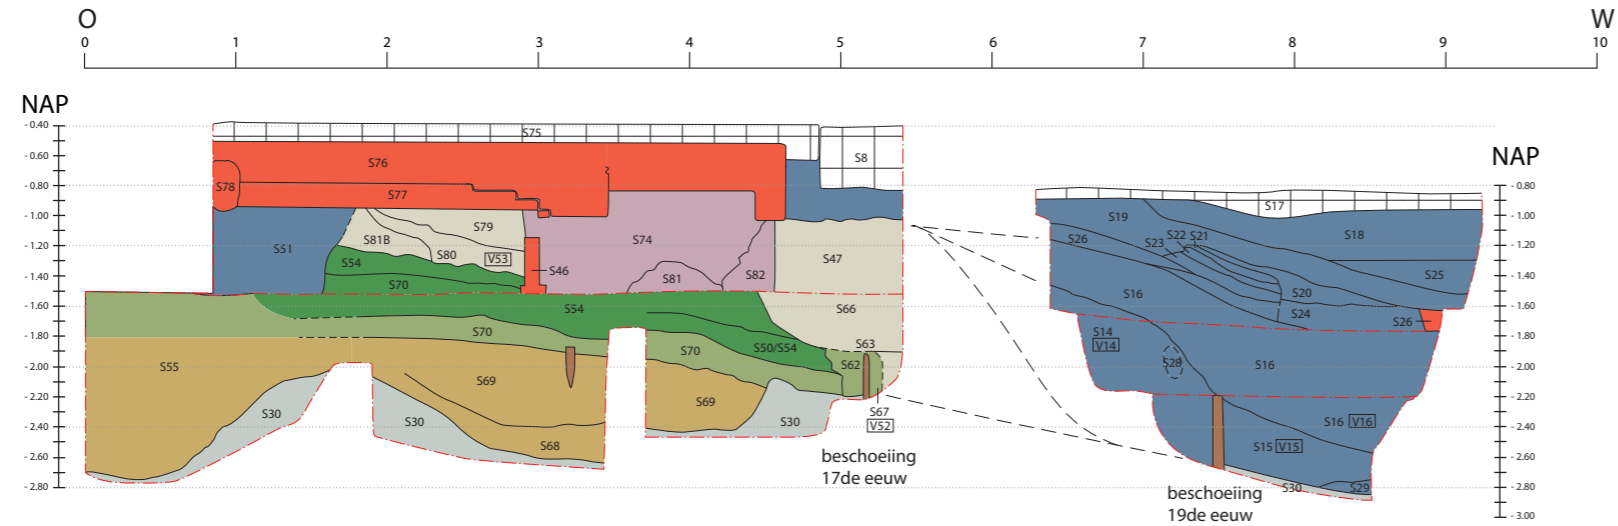 O W
0 1 2 3 4 5 6 7 8 9 10
NAP
- 0.40
- 0.60
- 0.80
- 1.00
- 1.20
- 1.40
- 1.60
- 1.80
- 2.00
- 2.20
- 2.40
- 2.60
- 2.80
S75
S8
S76
S78
S77
S79
S81B
S80
V53
S51
S54
S70
S46
S74
S81
S82
S47
S54
S66
S70
S63
S50/S54
S70
S62
S55
S69
S67
V52
S69
S30
S30
S30
S68
beschoeiing
17de eeuw
S17
S19
S18
S26
S22
S21
S23
S25
S20
S16
S24
S26
S14
V14
S28
S16
S16 V16
S15 V15
S30
S29
beschoeiing
19de eeuw
NAP
- 0.80
- 1.00
- 1.20
- 1.40
- 1.60
- 1.80
- 2.00
- 2.20
- 2.40
- 2.60
- 2.80
- 3.00